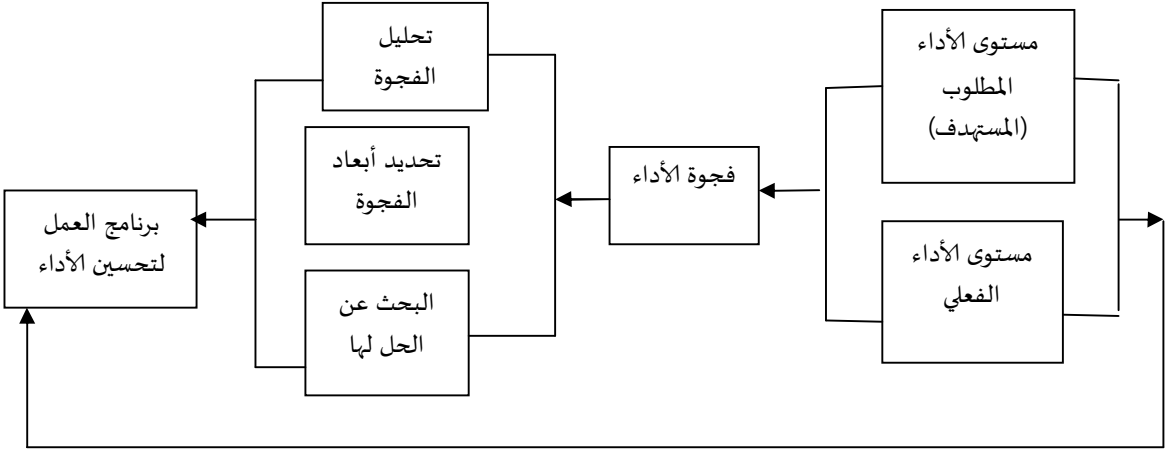 مستوى الأداء
المطلوب
(المستهدف)
مستوى الأداء
الفعلي
فجوة الأداء
تحليل
الفجوة
تحديد أبعاد
الفجوة
البحث عن
الحل لها
برنامج العمل
لتحسين الأداء